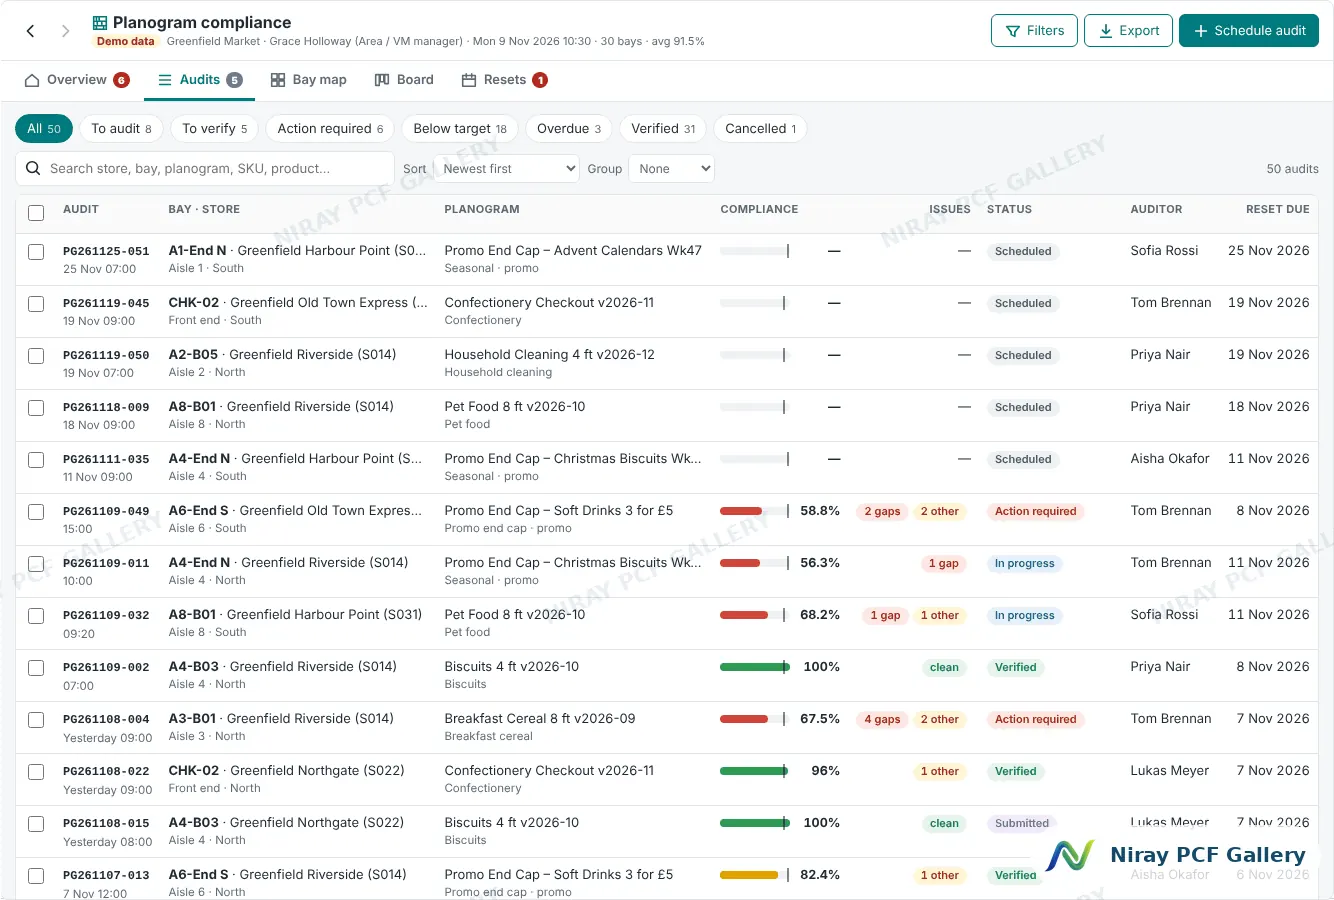 Planogram compliance
Demo data Greenfield Market · Grace Holloway (Area / VM manager) · Mon 9 Nov 2026 10:30 · 30 bays · avg 91.5%
Filters Export + Schedule audit
Overview 6 Audits 5 Bay map Board Resets 1
All 50 To audit 8 To verify 5 Action required 6 Below target 18 Overdue 3 Verified 31 Cancelled 1
Search store, bay, planogram, SKU, product... Sort Newest first Group None 50 audits
AUDIT BAY · STORE PLANOGRAM COMPLIANCE ISSUES STATUS AUDITOR RESET DUE
PG261125-051 A1-End N · Greenfield Harbour Point (S0... Promo End Cap – Advent Calendars Wk47 — — Scheduled Sofia Rossi 25 Nov 2026
25 Nov 07:00 Aisle 1 · South Seasonal · promo
PG261119-045 CHK-02 · Greenfield Old Town Express (... Confectionery Checkout v2026-11 — — Scheduled Tom Brennan 19 Nov 2026
19 Nov 09:00 Front end · South Confectionery
PG261119-050 A2-B05 · Greenfield Riverside (S014) Household Cleaning 4 ft v2026-12 — — Scheduled Priya Nair 19 Nov 2026
19 Nov 07:00 Aisle 2 · North Household cleaning
PG261118-009 A8-B01 · Greenfield Riverside (S014) Pet Food 8 ft v2026-10 — — Scheduled Priya Nair 18 Nov 2026
18 Nov 09:00 Aisle 8 · North Pet food
PG261111-035 A4-End N · Greenfield Harbour Point (S... Promo End Cap – Christmas Biscuits Wk... — — Scheduled Aisha Okafor 11 Nov 2026
11 Nov 09:00 Aisle 4 · South Seasonal · promo
PG261109-049 A6-End S · Greenfield Old Town Expres... Promo End Cap – Soft Drinks 3 for £5 58.8% 2 gaps 2 other Action required Tom Brennan 8 Nov 2026
15:00 Aisle 6 · South Promo end cap · promo
PG261109-011 A4-End N · Greenfield Riverside (S014) Promo End Cap – Christmas Biscuits Wk... 56.3% 1 gap In progress Tom Brennan 11 Nov 2026
10:00 Aisle 4 · North Seasonal · promo
PG261109-032 A8-B01 · Greenfield Harbour Point (S031) Pet Food 8 ft v2026-10 68.2% 1 gap 1 other In progress Sofia Rossi 11 Nov 2026
09:20 Aisle 8 · South Pet food
PG261109-002 A4-B03 · Greenfield Riverside (S014) Biscuits 4 ft v2026-10 100% clean Verified Priya Nair 8 Nov 2026
07:00 Aisle 4 · North Biscuits
PG261108-004 A3-B01 · Greenfield Riverside (S014) Breakfast Cereal 8 ft v2026-09 67.5% 4 gaps 2 other Action required Tom Brennan 7 Nov 2026
Yesterday 09:00 Aisle 3 · North Breakfast cereal
PG261108-022 CHK-02 · Greenfield Northgate (S022) Confectionery Checkout v2026-11 96% 1 other Verified Lukas Meyer 7 Nov 2026
Yesterday 09:00 Front end · North Confectionery
PG261108-015 A4-B03 · Greenfield Northgate (S022) Biscuits 4 ft v2026-10 100% clean Submitted Lukas Meyer 7 Nov 2026
Yesterday 08:00 Aisle 4 · North Biscuits
PG261107-013 A6-End S · Greenfield Riverside (S014) Promo End Cap – Soft Drinks 3 for £5 82.4% 1 other Verified Aisha Okafor 6 Nov 2026
7 Nov 12:00 Aisle 6 · North Promo end cap · promo
Niray PCF Gallery
NIRAY PCF GALLERY
NIRAY PCF GALLERY
PCF GALLERY
NIRAY PCF GALLERY
NIRAY PCF GALL